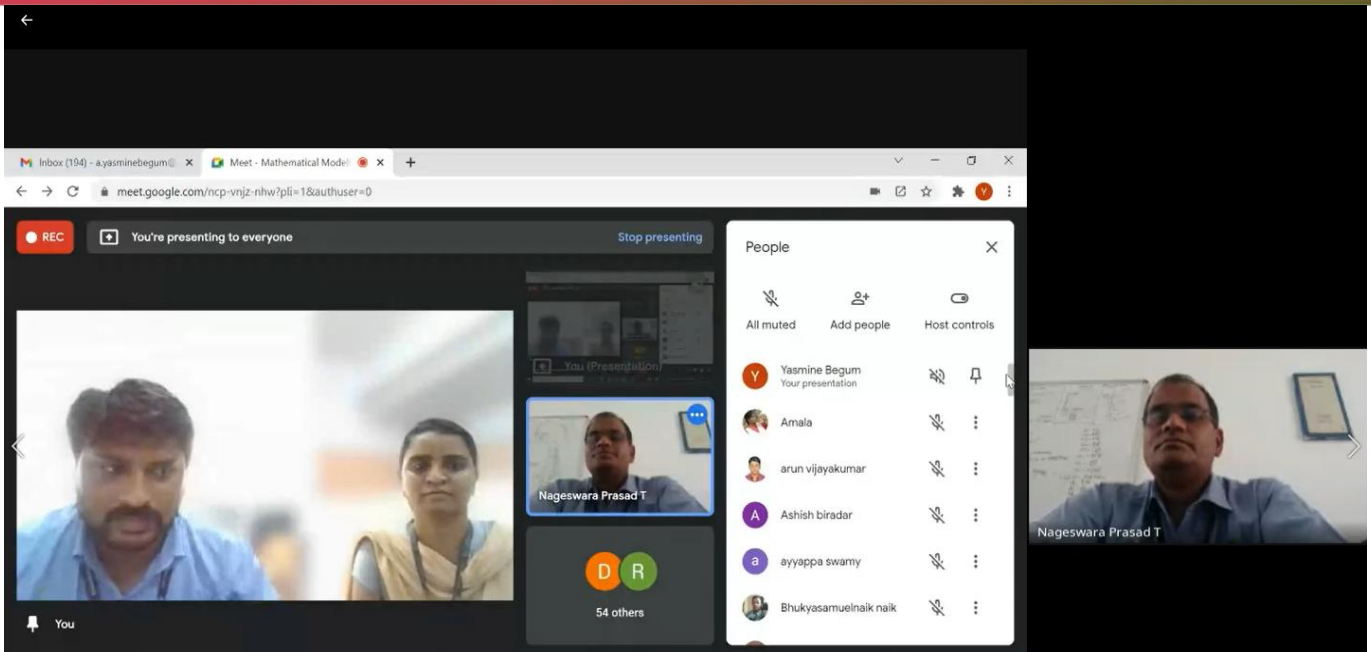 Inbox (194) - a.yasminebegum@
Meet - Mathematical Model
meet.google.com/ncp-vnjz-nhw?pli=1&authuser=0
Y
REC
You're presenting to everyone
Stop presenting
You (Presentation)
Nageswara Prasad T
D R
54 others
You
People
All muted
Add people
Host controls
Y
Yasmine Begum
Your presentation
Amala
arun vijayakumar
A
Ashish biradar
a
ayyappa swamy
Bhukyasamuelnaik naik
Nageswara Prasad T